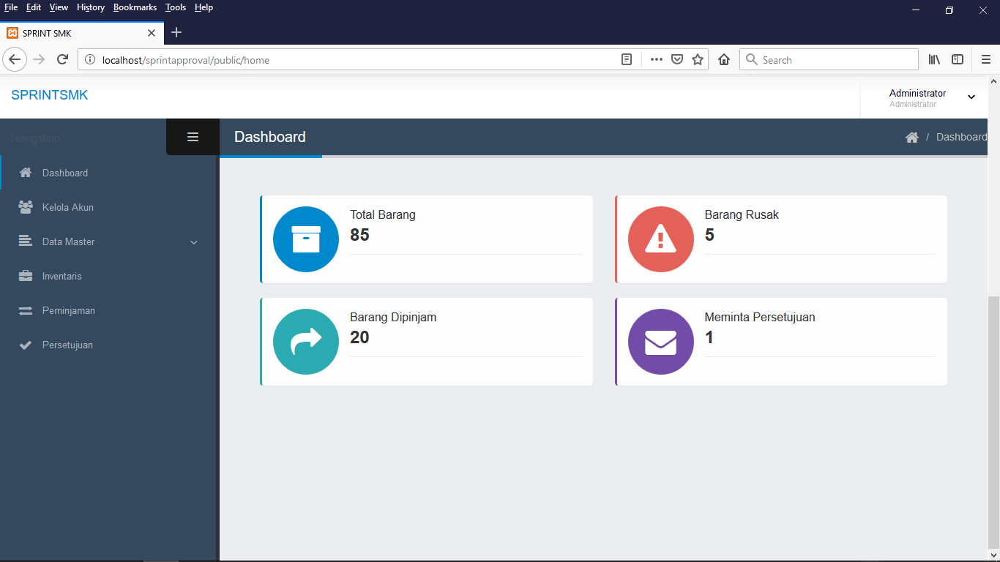 File Edit View History Bookmarks Tools Help
SPRINT SMK
localhost/sprintapproval/public/home
Search
SPRINTSMK
Administrator
Administrator
Navigation
Dashboard
/ Dashboard
Dashboard
Kelola Akun
Data Master
Inventaris
Peminjaman
Persetujuan
Total Barang
85
Barang Rusak
5
Barang Dipinjam
20
Meminta Persetujuan
1